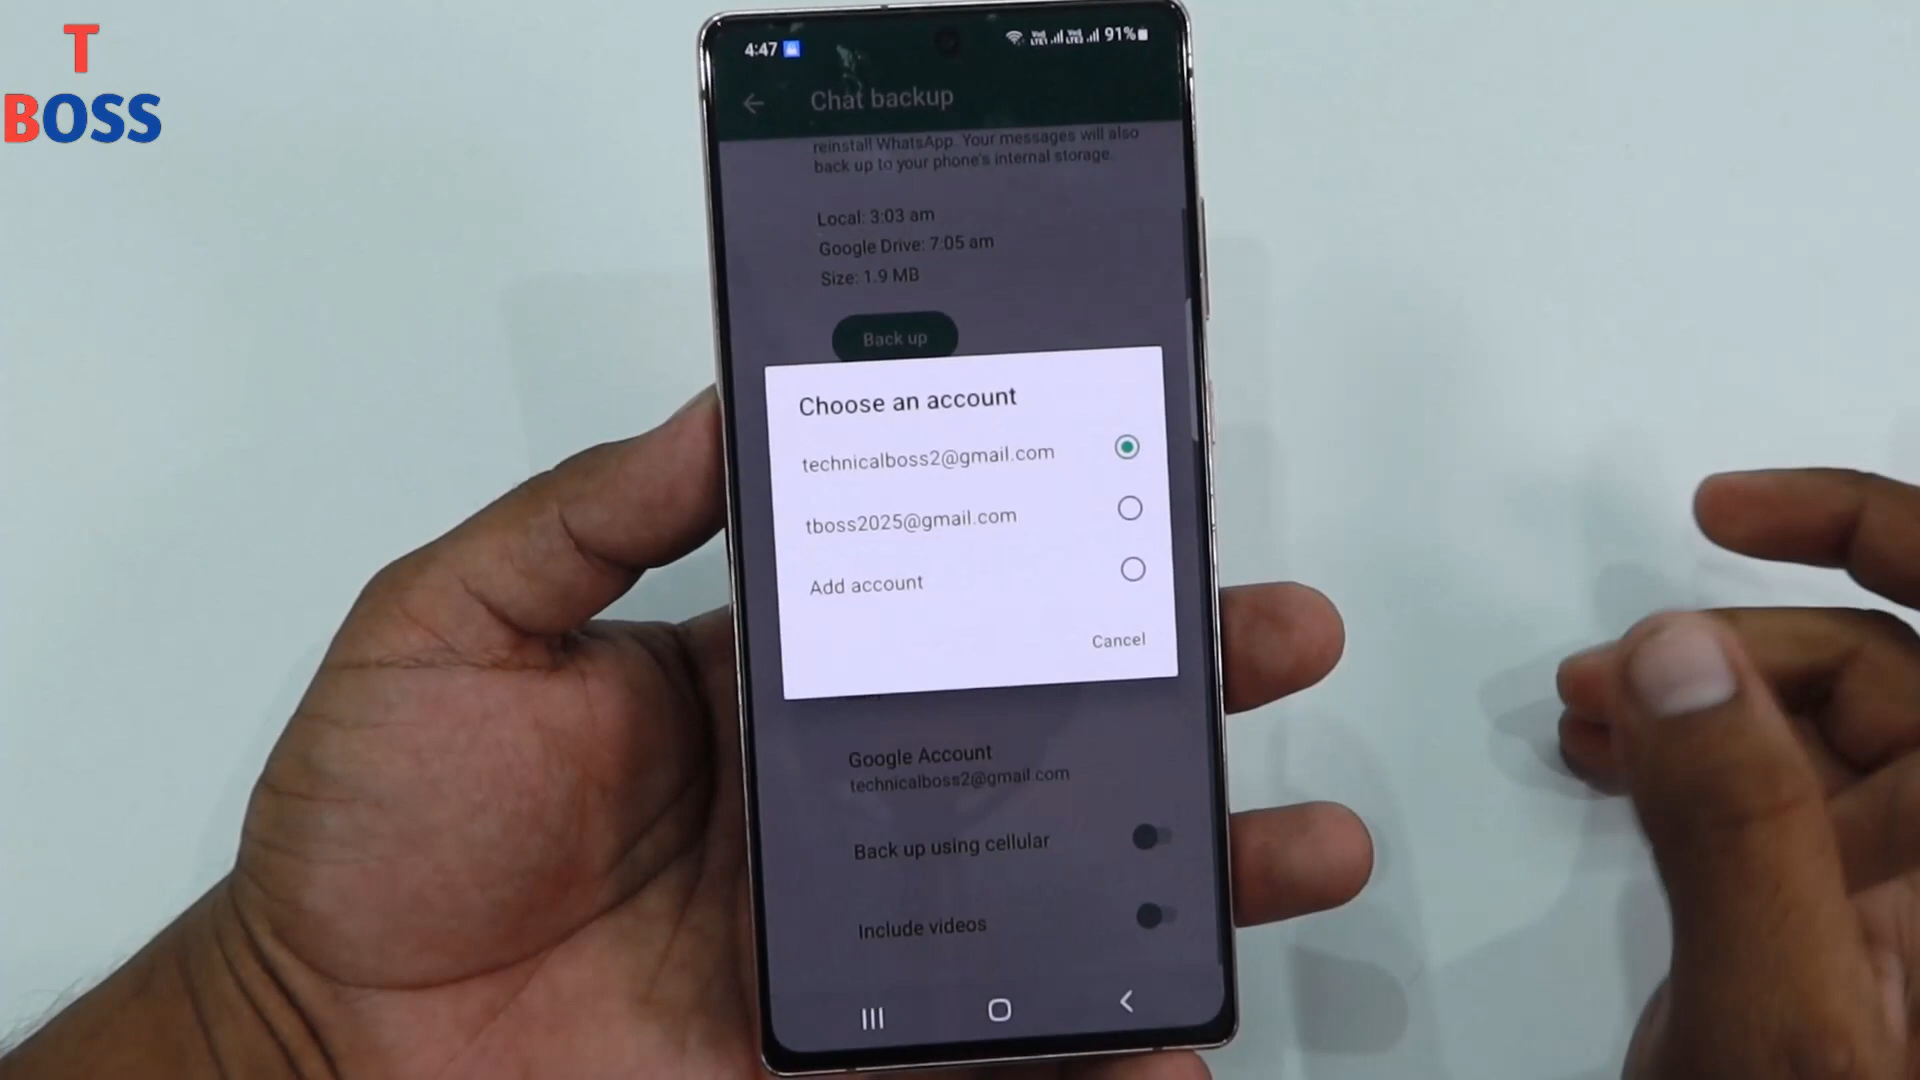 T
BOSS
4:47
91%
Chat backup
reinstall WhatsApp. Your messages will also
back up to your phone's internal storage.
Local: 3:03 am
Google Drive: 7:05 am
Size: 1.9 MB
Back up
Choose an account
technicalboss2@gmail.com
tboss2025@gmail.com
Add account
Cancel
Google Account
technicalboss2@gmail.com
Back up using cellular
Include videos